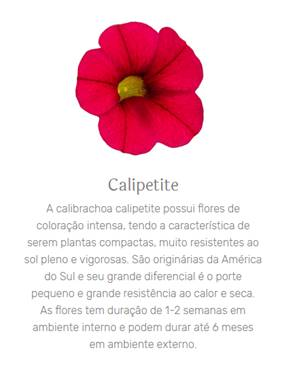 Calipetite
A calibrachoa calipetite possui flores de
coloração intensa, tendo a característica de
serem plantas compactas, muito resistentes ao
sol pleno e vigorosas. São originárias da América
do Sul e seu grande diferencial é o porte
pequeno e grande resistência ao calor e seca.
As flores tem duração de 1-2 semanas em
ambiente interno e podem durar até 6 meses
em ambiente externo.